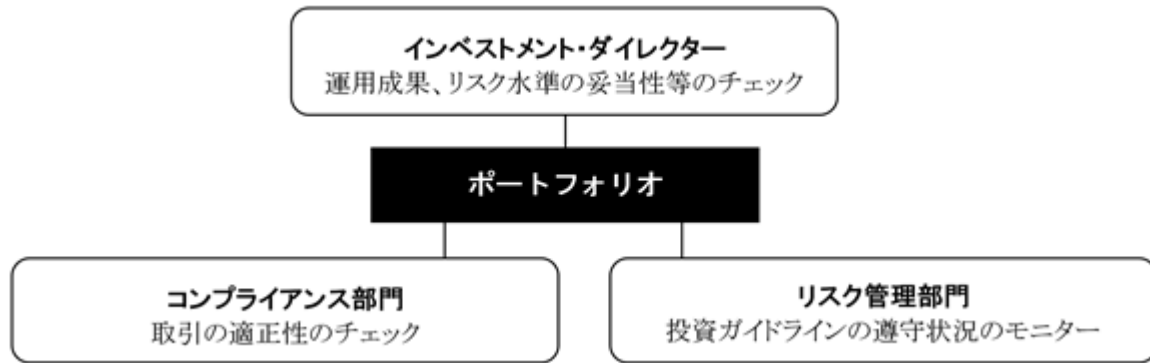 インベストメント・ダイレクター
運用成果、リスク水準の妥当性等のチェック
ポートフォリオ
コンプライアンス部門
取引の適正性のチェック
リスク管理部門
投資ガイドラインの遵守状況のモニター